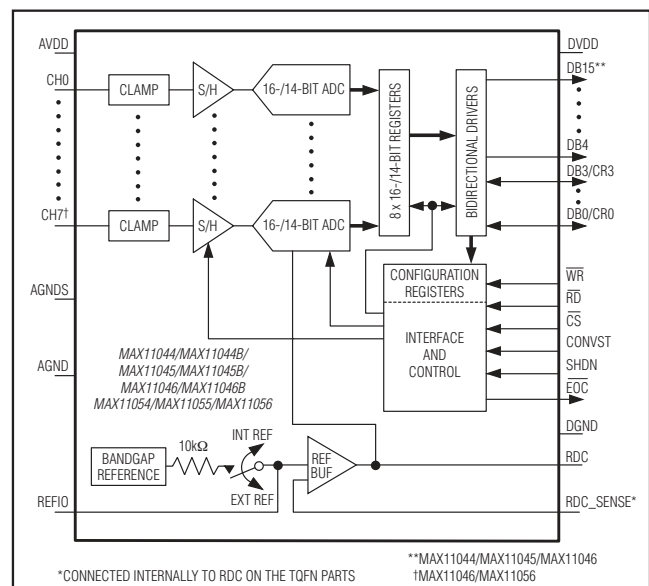 AVDD
DVDD
CH0
CLAMP
S/H
16-/14-BIT ADC
8 x 16-/14-BIT REGISTERS
BIDIRECTIONAL DRIVERS
DB15**
DB4
DB3/CR3
DB0/CR0
CH7†
CLAMP
S/H
16-/14-BIT ADC
CONFIGURATION
REGISTERS
INTERFACE
AND
CONTROL
WR
RD
CS
CONVST
SHDN
EOC
AGNDS
AGND
MAX11044/MAX11044B/
MAX11045/MAX11045B/
MAX11046/MAX11046B
MAX11054/MAX11055/MAX11056
DGND
BANDGAP
REFERENCE
10kΩ
INT REF
EXT REF
REF
BUF
RDC
REFIO
RDC_SENSE*
*CONNECTED INTERNALLY TO RDC ON THE TQFN PARTS
**MAX11044/MAX11045/MAX11046
†MAX11046/MAX11056